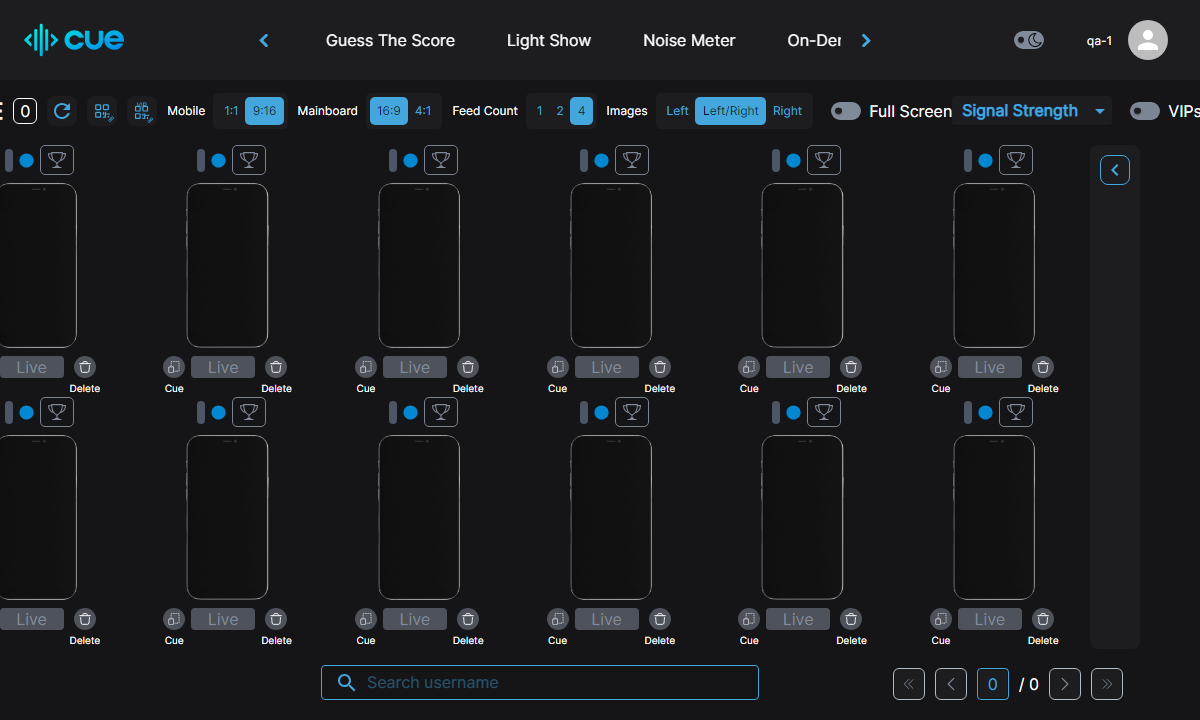 cue
Guess The Score
Light Show
Noise Meter
On-Der
qa-1
0
Mobile 1:1 9:16 Mainboard 16:9 4:1 Feed Count 1 2 4 Images Left Left/Right Right Full Screen Signal Strength VIPs
Live
Delete
Cue Live Delete
Cue Live Delete
Cue Live Delete
Cue Live Delete
Cue Live Delete
Live
Delete
Cue Live Delete
Cue Live Delete
Cue Live Delete
Cue Live Delete
Cue Live Delete
Search username
0 / 0